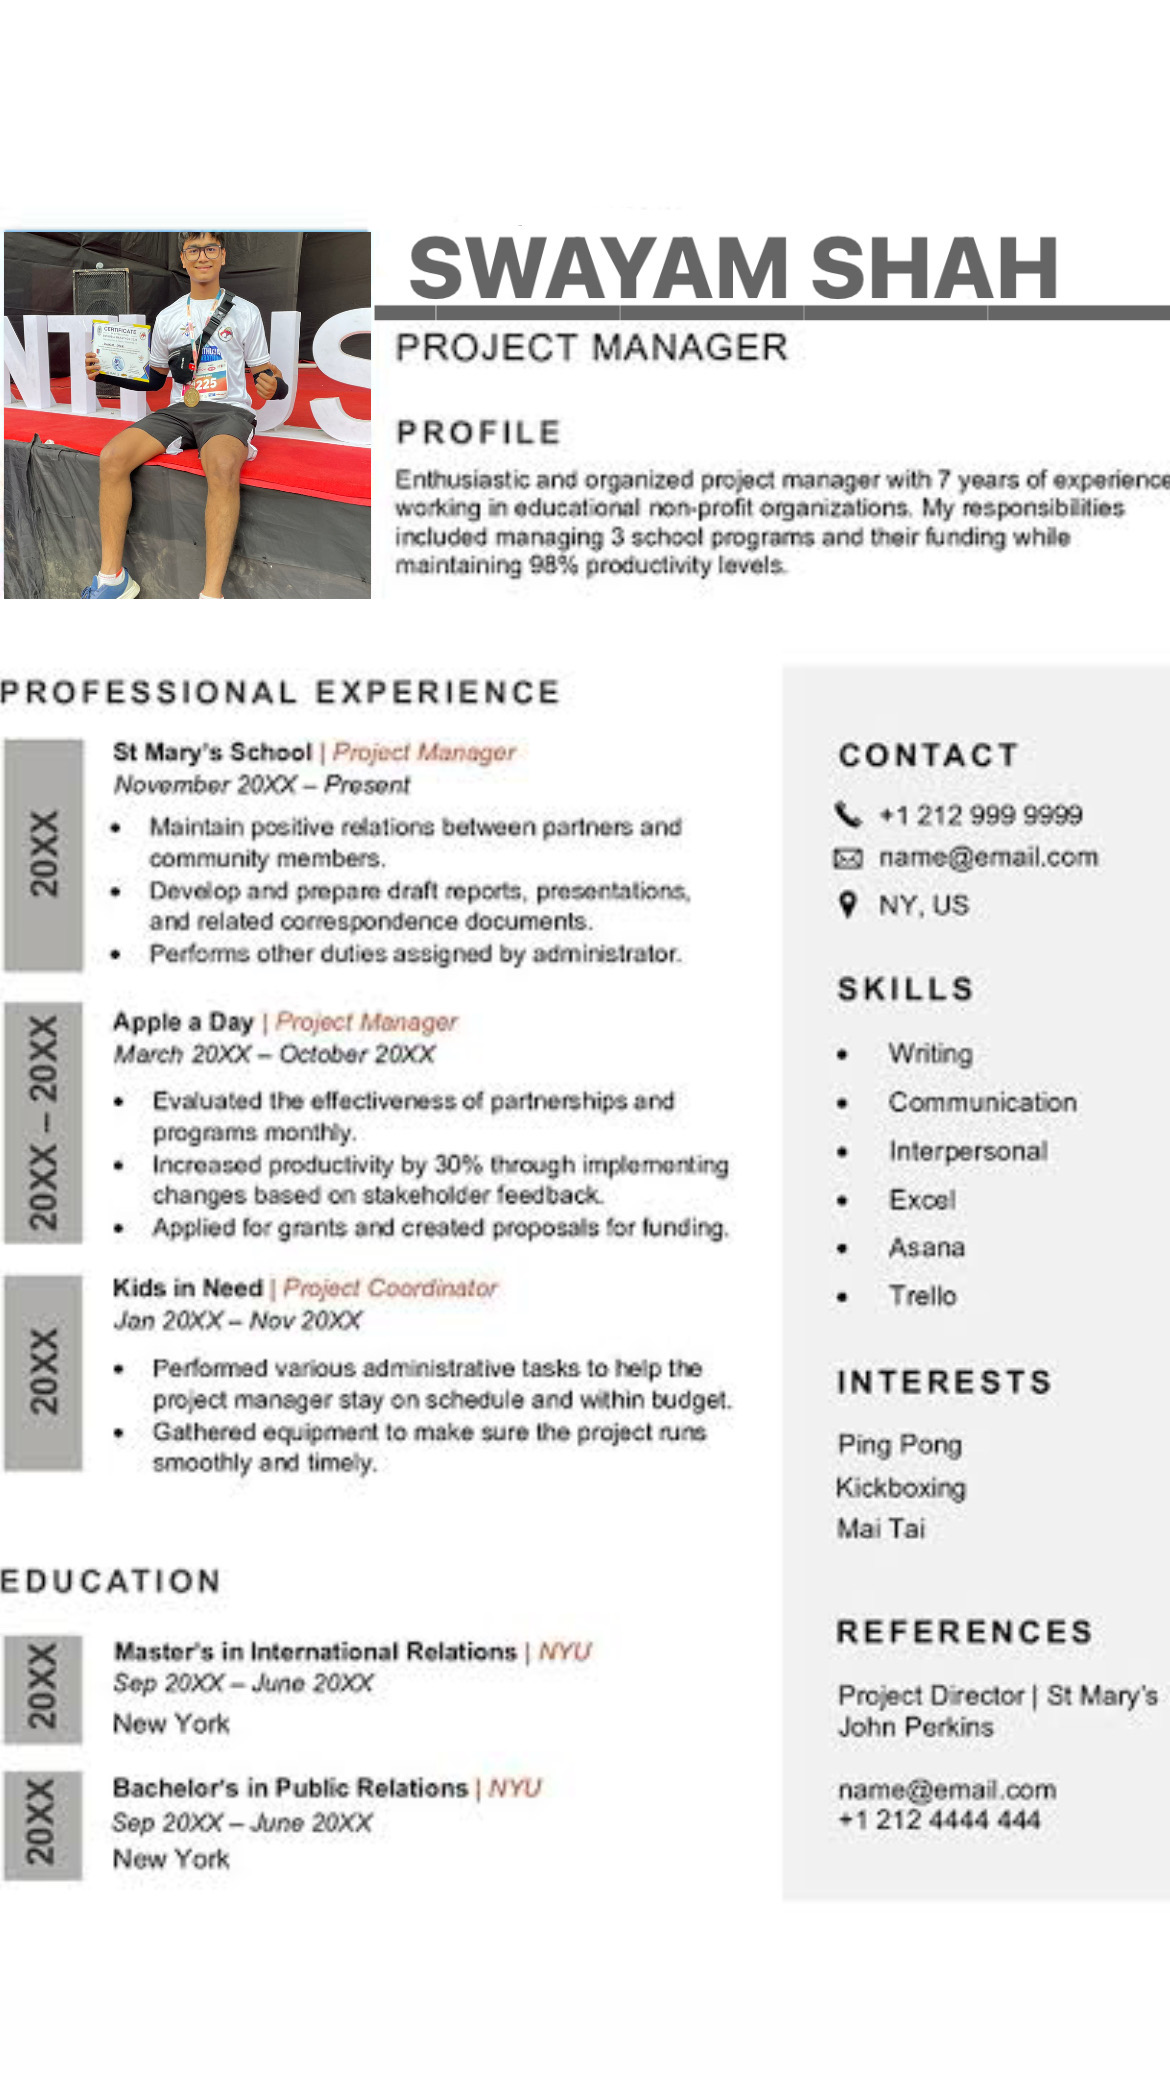 SWAYAM SHAH
PROJECT MANAGER
PROFILE
Enthusiastic and organized project manager with 7 years of experience
working in educational non-profit organizations. My responsibilities
included managing 3 school programs and their funding while
maintaining 98% productivity levels.
CERTIFICATE
225
PROFESSIONAL EXPERIENCE
20XX
St Mary's School | Project Manager
November 20XX – Present
• Maintain positive relations between partners and
community members.
• Develop and prepare draft reports, presentations,
and related correspondence documents.
• Performs other duties assigned by administrator.
20XX – 20XX
Apple a Day | Project Manager
March 20XX – October 20XX
• Evaluated the effectiveness of partnerships and
programs monthly.
• Increased productivity by 30% through implementing
changes based on stakeholder feedback.
• Applied for grants and created proposals for funding.
20XX
Kids in Need | Project Coordinator
Jan 20XX – Nov 20XX
• Performed various administrative tasks to help the
project manager stay on schedule and within budget.
• Gathered equipment to make sure the project runs
smoothly and timely.
EDUCATION
20XX
Master's in International Relations | NYU
Sep 20XX – June 20XX
New York
20XX
Bachelor's in Public Relations | NYU
Sep 20XX – June 20XX
New York
CONTACT
+1 212 999 9999
name@email.com
NY, US
SKILLS
• Writing
• Communication
• Interpersonal
• Excel
• Asana
• Trello
INTERESTS
Ping Pong
Kickboxing
Mai Tai
REFERENCES
Project Director | St Mary's
John Perkins
name@email.com
+1 212 4444 444